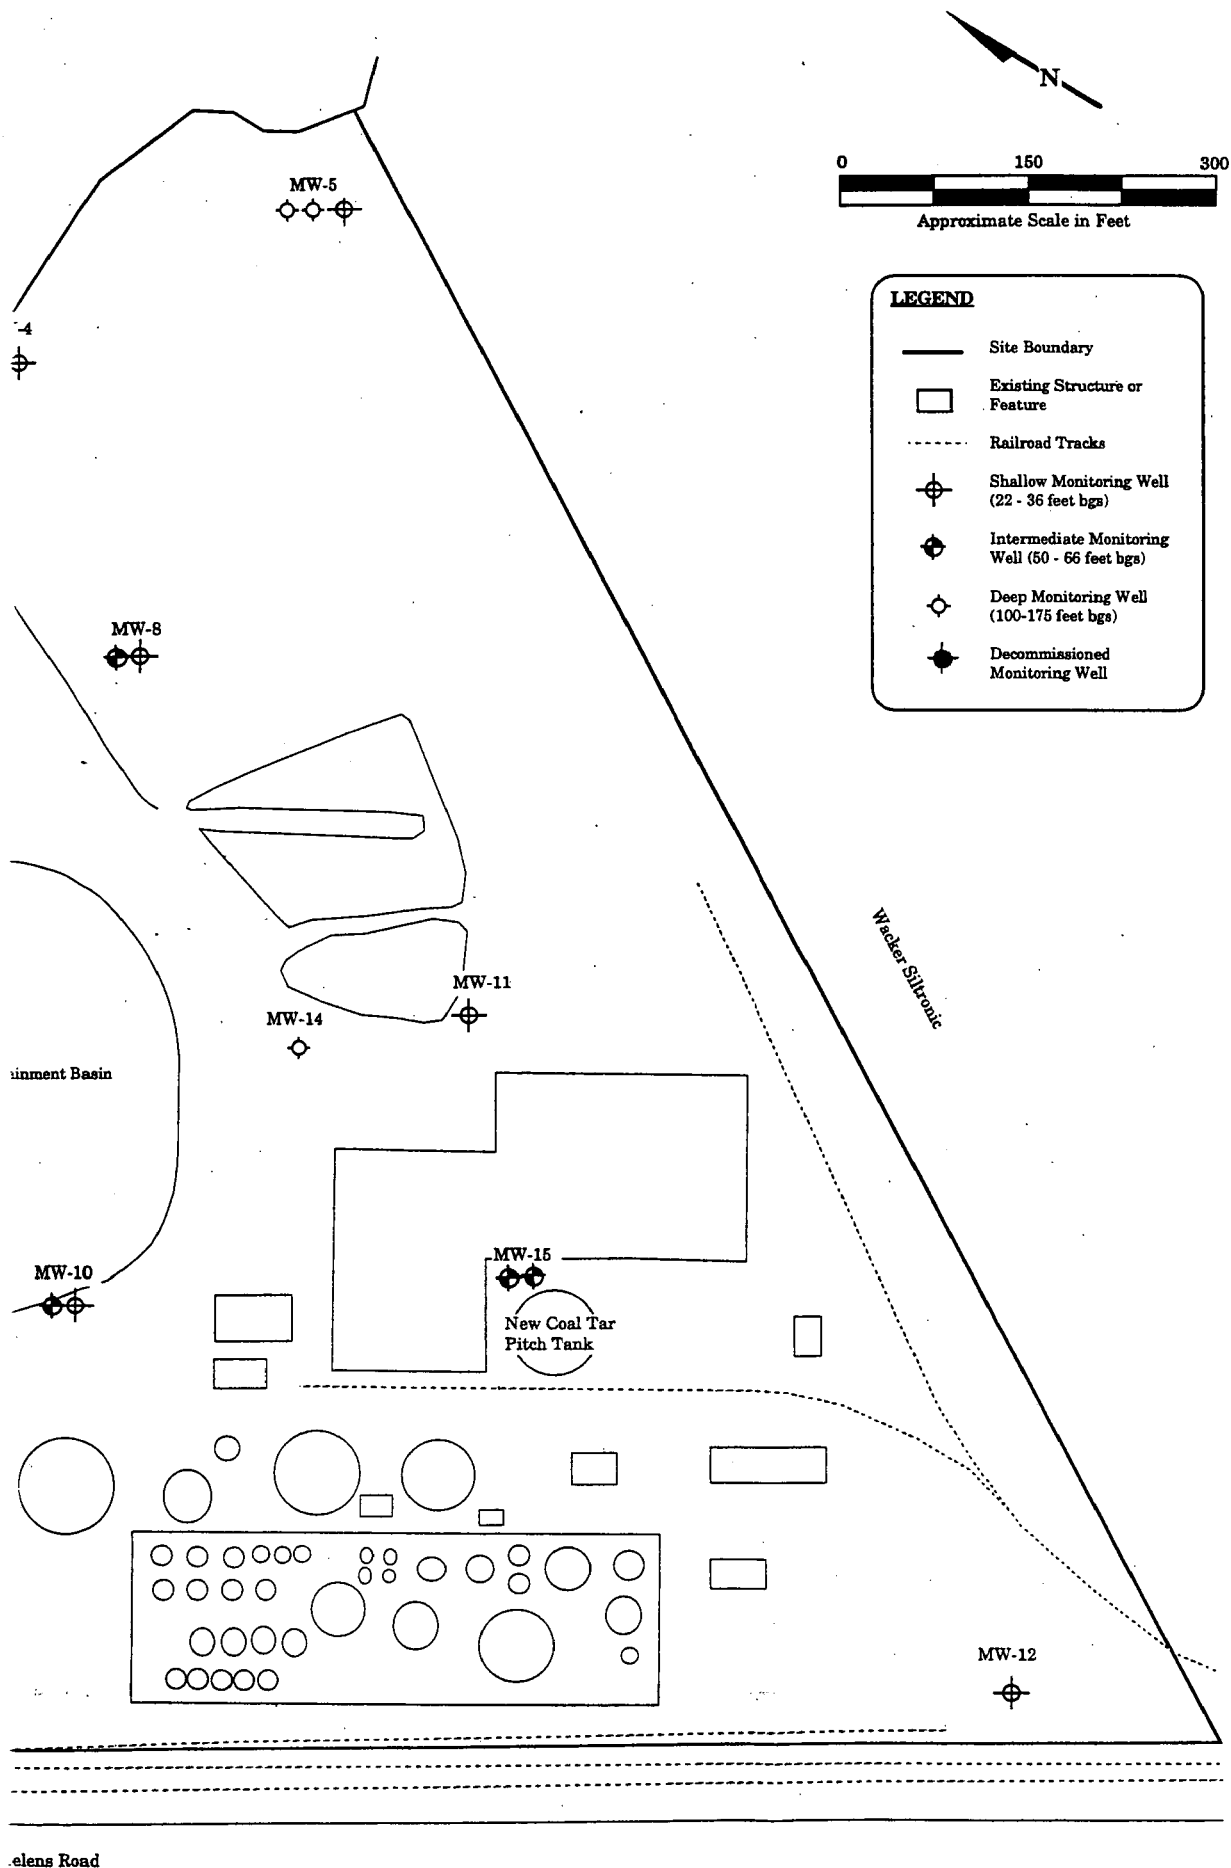 N
0 150 300
Approximate Scale in Feet
MW-5
LEGEND
Site Boundary
Existing Structure or
Feature
Railroad Tracks
Shallow Monitoring Well
(22 - 36 feet bgs)
Intermediate Monitoring
Well (50 - 66 feet bgs)
Deep Monitoring Well
(100-175 feet bgs)
Decommissioned
Monitoring Well
-4
MW-8
Wacker Siltronic
MW-11
MW-14
ainment Basin
MW-15
MW-10
New Coal Tar
Pitch Tank
MW-12
elens Road